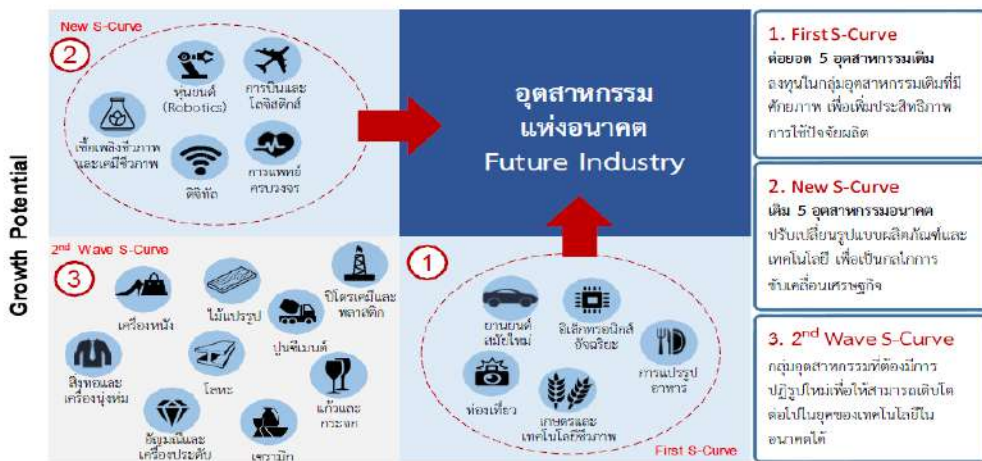 New S-Curve
2
หุ่นยนต์
(Robotics)
การบินและ
โลจิสติกส์
เชื้อเพลิงชีวภาพ
และเคมีชีวภาพ
ดิจิทัล
การแพทย์
ครบวงจร
อุตสาหกรรม
แห่งอนาคต
Future Industry
Growth Potential
2nd Wave S-Curve
3
เครื่องหนัง
ไม้แปรรูป
ปิโตรเคมีและ
พลาสติก
ปูนซีเมนต์
สิ่งทอและ
เครื่องนุ่งห่ม
โลหะ
แก้วและ
กระจก
อัญมณีและ
เครื่องประดับ
เซรามิก
1
ยานยนต์
สมัยใหม่
อิเล็กทรอนิกส์
อัจฉริยะ
การแปรรูป
อาหาร
ท่องเที่ยว
เกษตรและ
เทคโนโลยีชีวภาพ
First S-Curve
1. First S-Curve
ต่อยอด 5 อุตสาหกรรมเดิม
ลงทุนในกลุ่มอุตสาหกรรมเดิมที่มี
ศักยภาพ เพื่อเพิ่มประสิทธิภาพ
การใช้ปัจจัยผลิต
2. New S-Curve
เติม 5 อุตสาหกรรมอนาคต
ปรับเปลี่ยนรูปแบบผลิตภัณฑ์และ
เทคโนโลยี เพื่อเป็นกลไกการ
ขับเคลื่อนเศรษฐกิจ
3. 2nd Wave S-Curve
กลุ่มอุตสาหกรรมที่ต้องมีการ
ปฏิรูปใหม่เพื่อให้สามารถเติบโต
ต่อไปในยุคของเทคโนโลยีใน
อนาคตได้